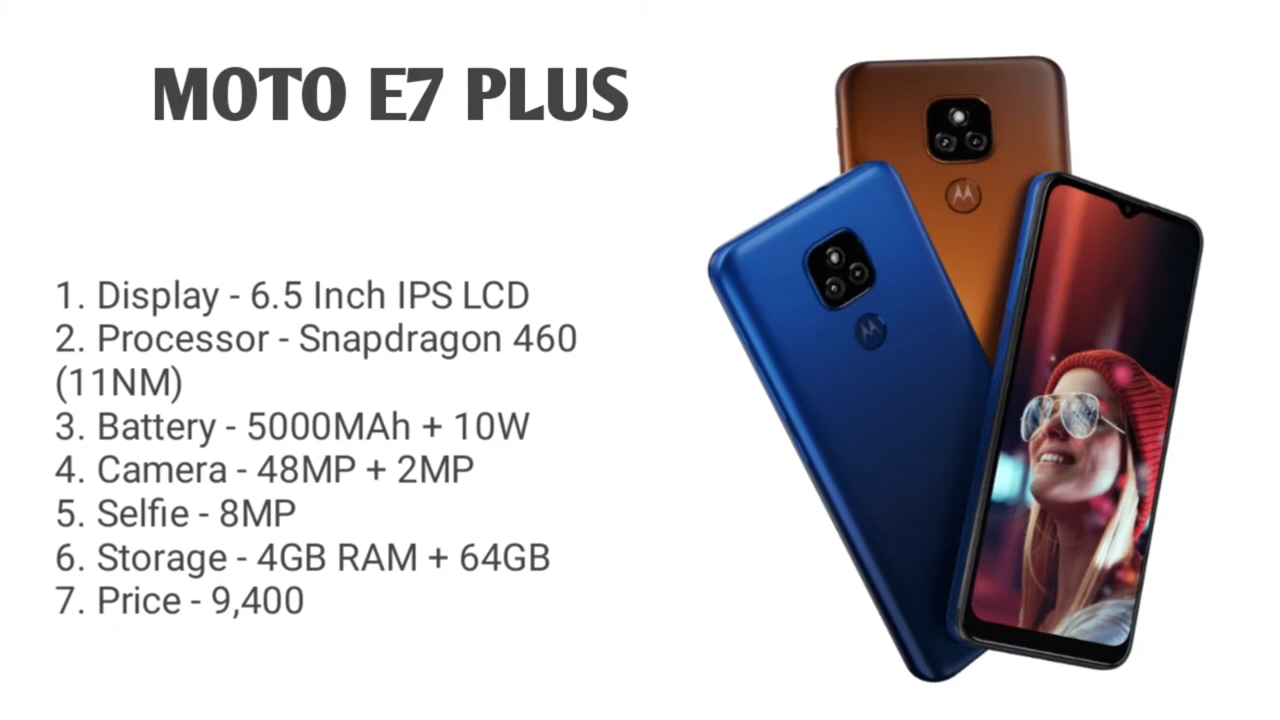 MOTO E7 PLUS
1. Display - 6.5 Inch IPS LCD
2. Processor - Snapdragon 460
(11NM)
3. Battery - 5000MAh + 10W
4. Camera - 48MP + 2MP
5. Selfie - 8MP
6. Storage - 4GB RAM + 64GB
7. Price - 9,400